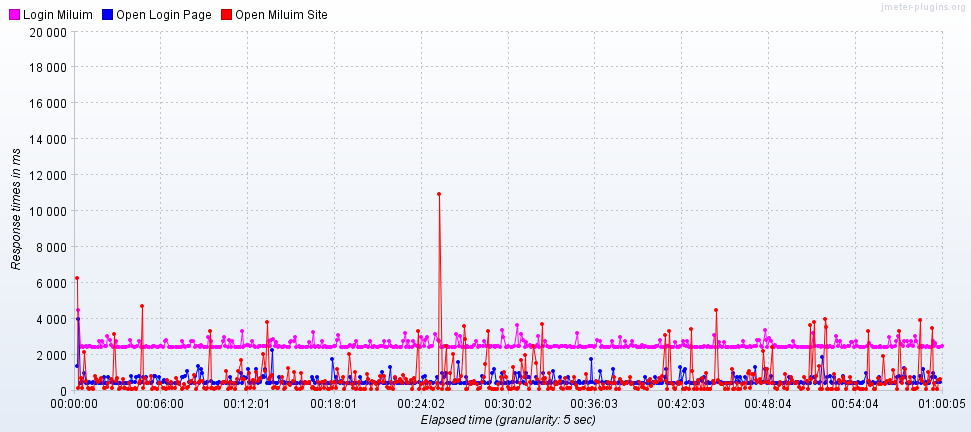 Login Miluim Open Login Page Open Miluim Site
jmeter-plugins.org
20 000
18 000
16 000
14 000
12 000
10 000
8 000
6 000
4 000
2 000
0
Response times in ms
00:00:00 00:06:00 00:12:01 00:18:01 00:24:02 00:30:02 00:36:03 00:42:03 00:48:04 00:54:04 01:00:05
Elapsed time (granularity: 5 sec)